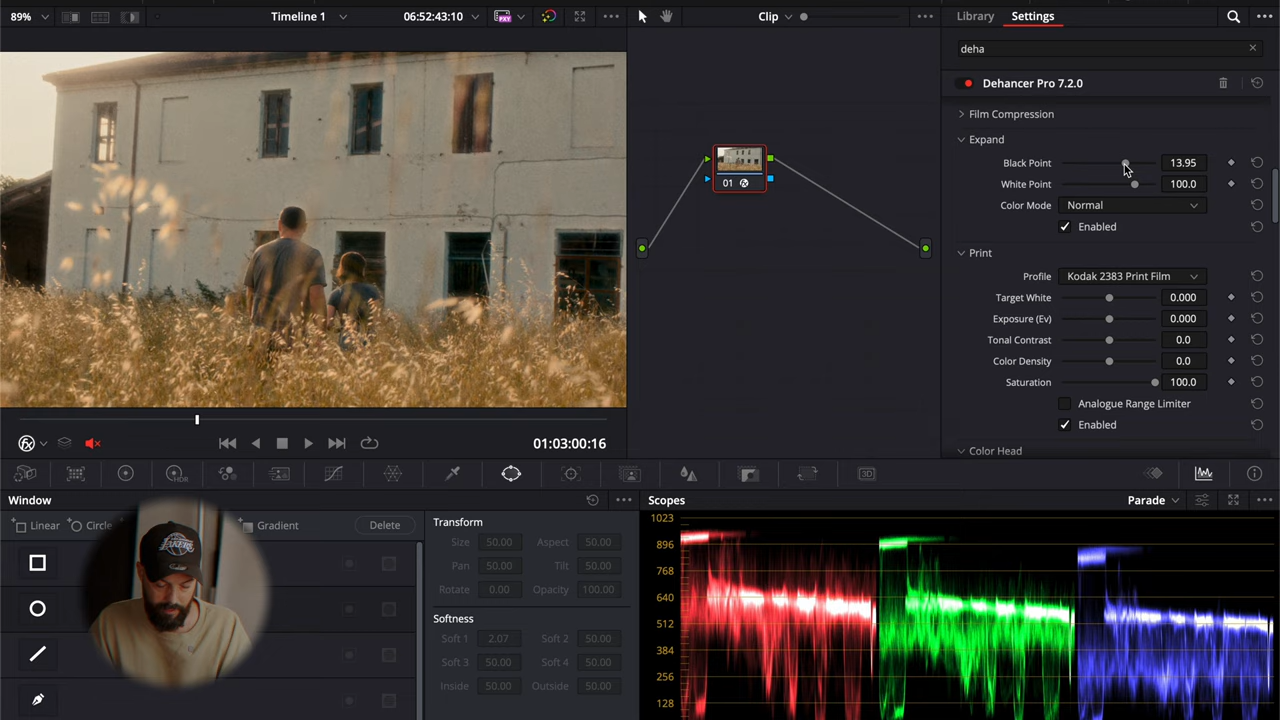 89%
Timeline 1
06:52:43:10
Clip
Library
Settings
deha
Dehancer Pro 7.2.0
Film Compression
Expand
Black Point 13.95
White Point 100.0
Color Mode Normal
Enabled
Print
Profile Kodak 2383 Print Film
Target White 0.000
Exposure (Ev) 0.000
Tonal Contrast 0.0
Color Density 0.0
Saturation 100.0
Analogue Range Limiter
Enabled
Color Head
01
01:03:00:16
HDR
3D
Window
Linear
Circle
Gradient
Delete
Transform
Size 50.00 Aspect 50.00
Pan 50.00 Tilt 50.00
Rotate 0.00 Opacity 100.00
Softness
Soft 1 2.07 Soft 2 50.00
Soft 3 50.00 Soft 4 50.00
Inside 50.00 Outside 50.00
Scopes
Parade
1023
896
768
640
512
384
256
128
LAKERS